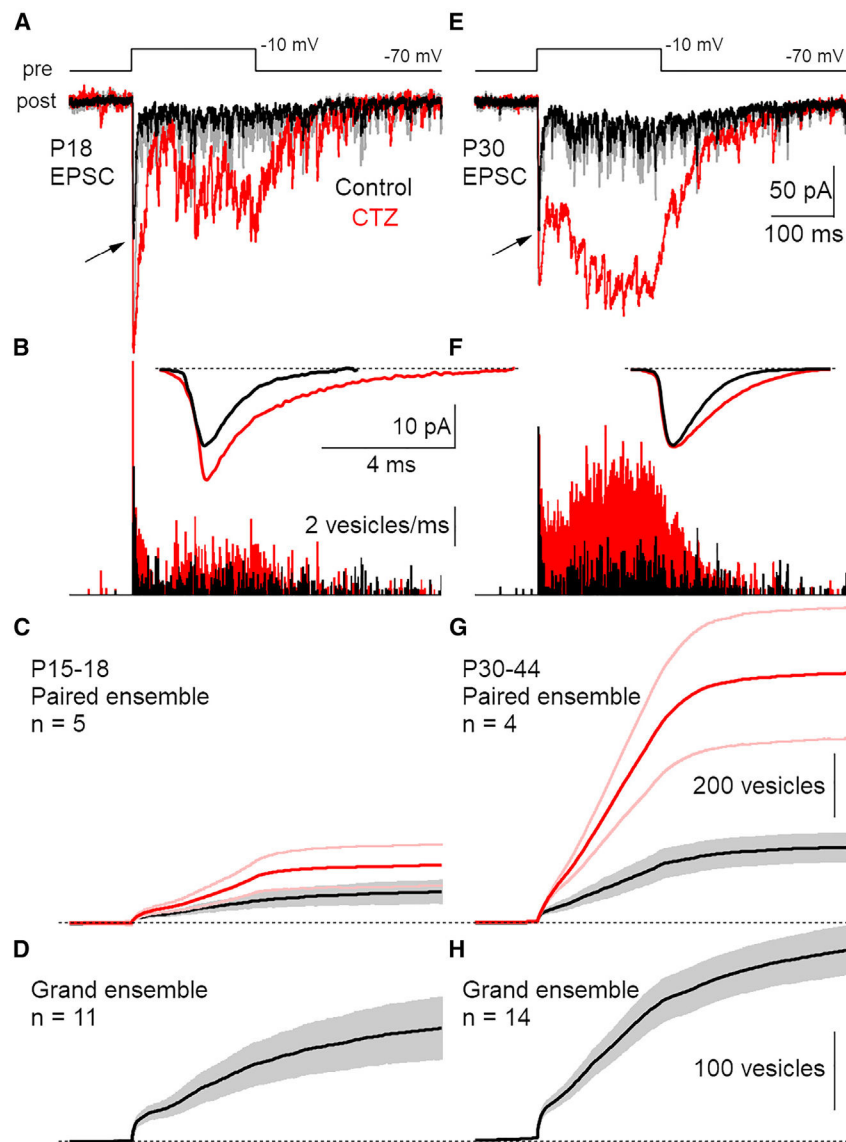 A
-10 mV
-70 mV
pre
post
P18
EPSC
Control
CTZ
E
-10 mV
-70 mV
P30
EPSC
50 pA
100 ms
B
10 pA
4 ms
2 vesicles/ms
F
C
P15-18
Paired ensemble
n = 5
G
P30-44
Paired ensemble
n = 4
200 vesicles
D
Grand ensemble
n = 11
H
Grand ensemble
n = 14
100 vesicles